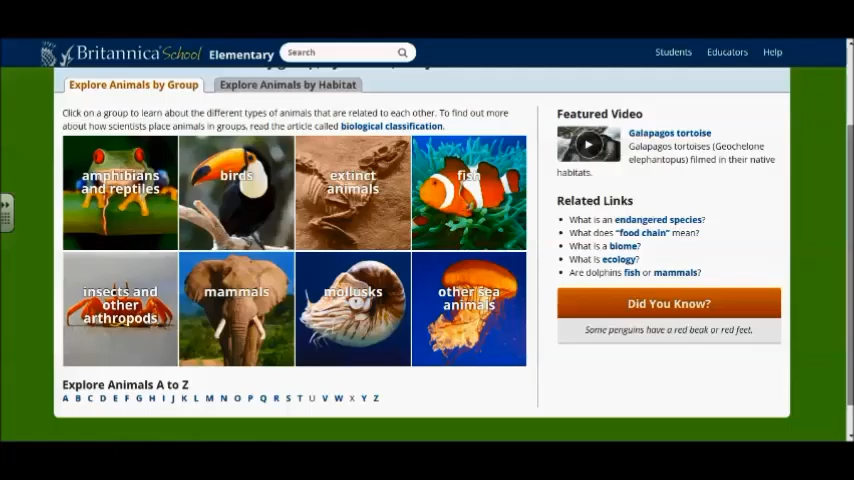 Britannica School Elementary
Search
Students Educators Help
Explore Animals by Group
Explore Animals by Habitat
Click on a group to learn about the different types of animals that are related to each other. To find out more
about how scientists place animals in groups, read the article called biological classification.
amphibians
and reptiles
birds
extinct
animals
fish
insects and
other
arthropods
mammals
mollusks
other sea
animals
Explore Animals A to Z
A B C D E F G H I J K L M N O P Q R S T U V W X Y Z
Featured Video
Galapagos tortoise
Galapagos tortoises (Geochelone
elephantopus) filmed in their native
habitats.
Related Links
• What is an endangered species?
• What does "food chain" mean?
• What is a biome?
• What is ecology?
• Are dolphins fish or mammals?
Did You Know?
Some penguins have a red beak or red feet.